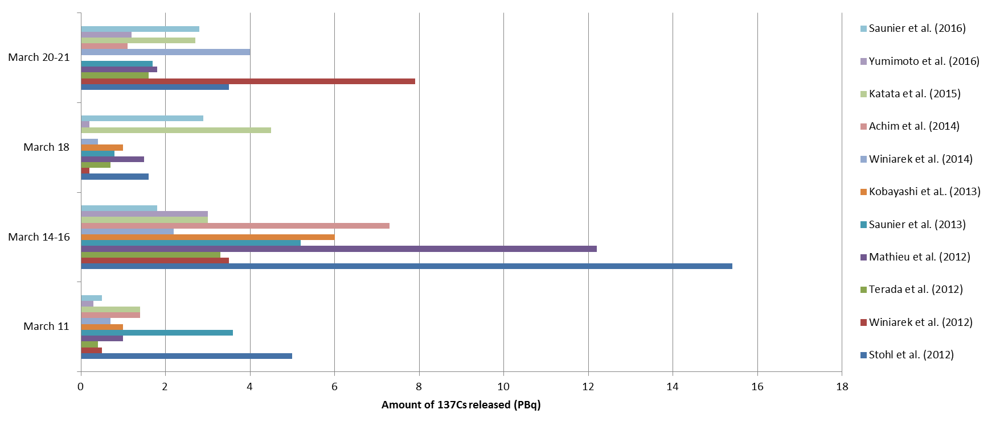 March 20-21
March 18
March 14-16
March 11
0 2 4 6 8 10 12 14 16 18
Amount of 137Cs released (PBq)
Saunier et al. (2016)
Yumimoto et al. (2016)
Katata et al. (2015)
Achim et al. (2014)
Winiarek et al. (2014)
Kobayashi et aL. (2013)
Saunier et al. (2013)
Mathieu et al. (2012)
Terada et al. (2012)
Winiarek et al. (2012)
Stohl et al. (2012)